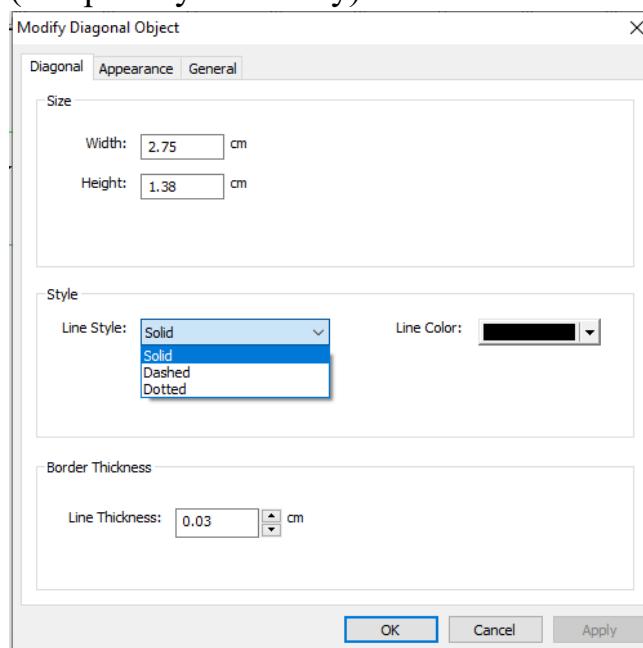 Modify Diagonal Object
Diagonal Appearance General
Size
Width: 2.75 cm
Height: 1.38 cm
Style
Line Style: Solid Line Color:
Solid
Dashed
Dotted
Border Thickness
Line Thickness: 0.03 cm
OK Cancel Apply